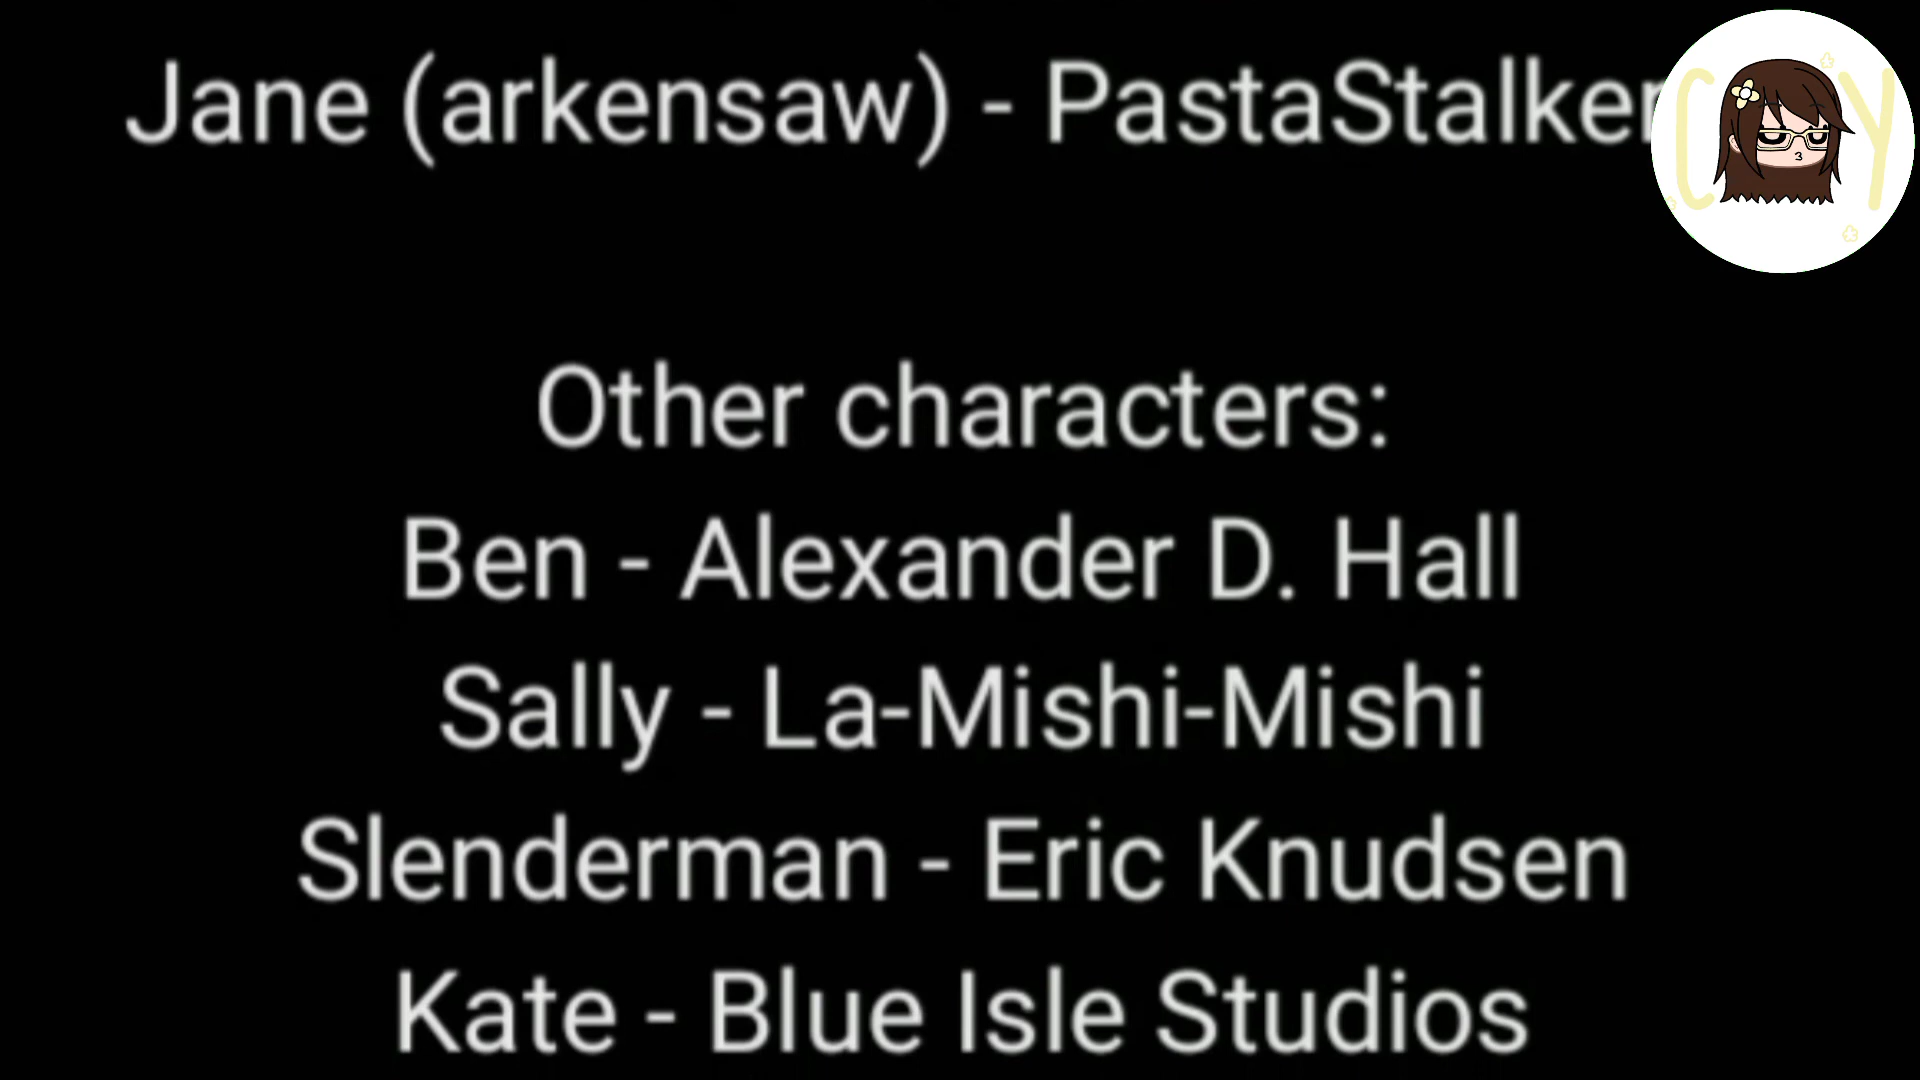 Jane (arkensaw) - PastaStalker
Other characters:
Ben - Alexander D. Hall
Sally - La-Mishi-Mishi
Slenderman - Eric Knudsen
Kate - Blue Isle Studios